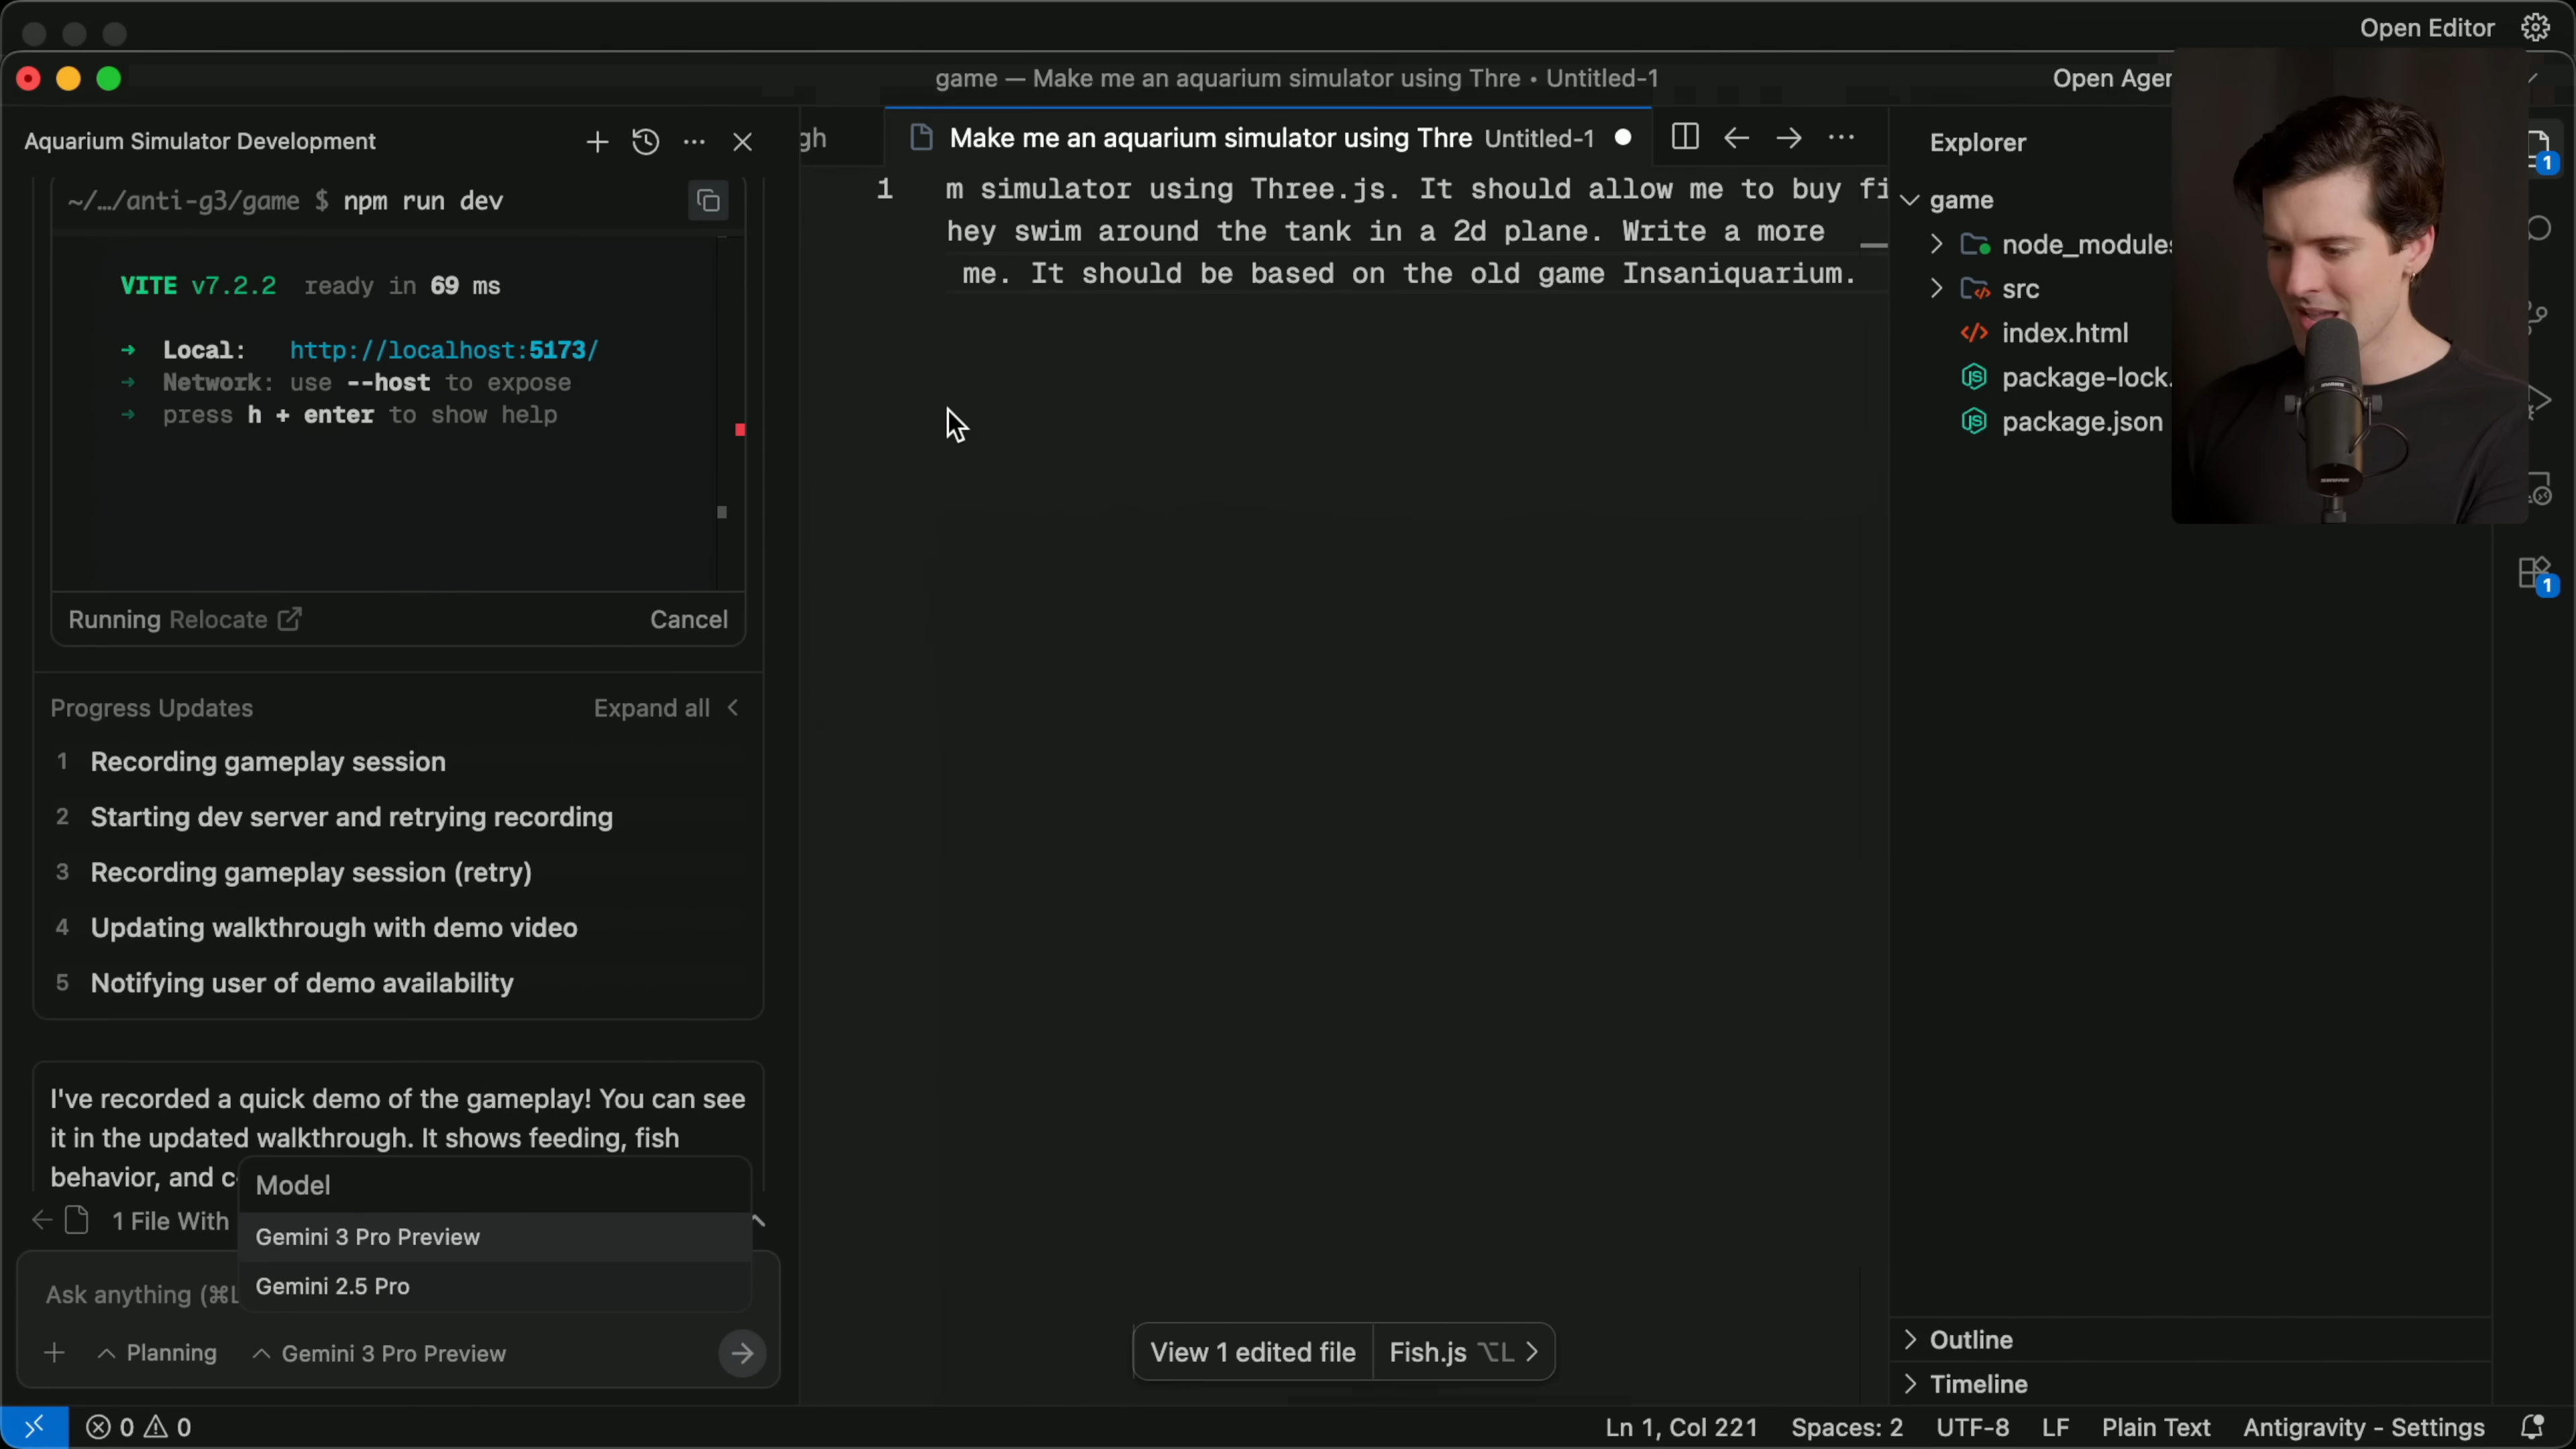 Open Editor
game — Make me an aquarium simulator using Thre • Untitled-1
Open Agen
Aquarium Simulator Development
gh
Make me an aquarium simulator using Thre Untitled-1
Explorer
1
~/…/anti-g3/game $ npm run dev
1 m simulator using Three.js. It should allow me to buy fi
hey swim around the tank in a 2d plane. Write a more
me. It should be based on the old game Insaniquarium.
game
node_modules
src
index.html
package-lock.
package.json
1
VITE v7.2.2 ready in 69 ms
➜ Local: http://localhost:5173/
➜ Network: use --host to expose
➜ press h + enter to show help
Running Relocate
Cancel
Progress Updates
Expand all
1 Recording gameplay session
2 Starting dev server and retrying recording
3 Recording gameplay session (retry)
4 Updating walkthrough with demo video
5 Notifying user of demo availability
I've recorded a quick demo of the gameplay! You can see
it in the updated walkthrough. It shows feeding, fish
behavior, and c
Model
Gemini 3 Pro Preview
Gemini 2.5 Pro
1 File With
Ask anything (⌘L
Planning
Gemini 3 Pro Preview
View 1 edited file
Fish.js ⌥L
Outline
Timeline
0 0
Ln 1, Col 221
Spaces: 2
UTF-8
LF
Plain Text
Antigravity - Settings